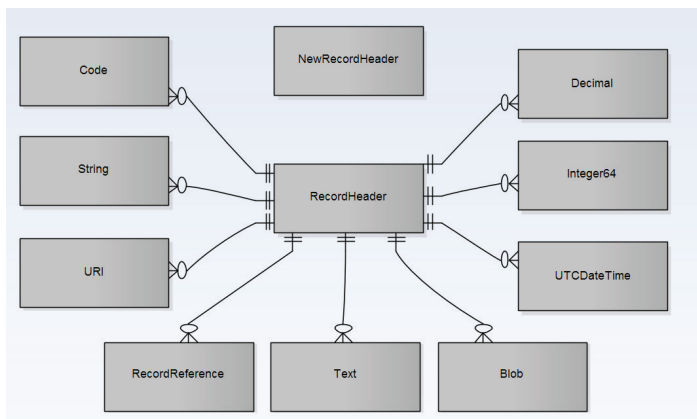 Code
NewRecordHeader
Decimal
String
RecordHeader
Integer64
URI
UTCDateTime
RecordReference
Text
Blob